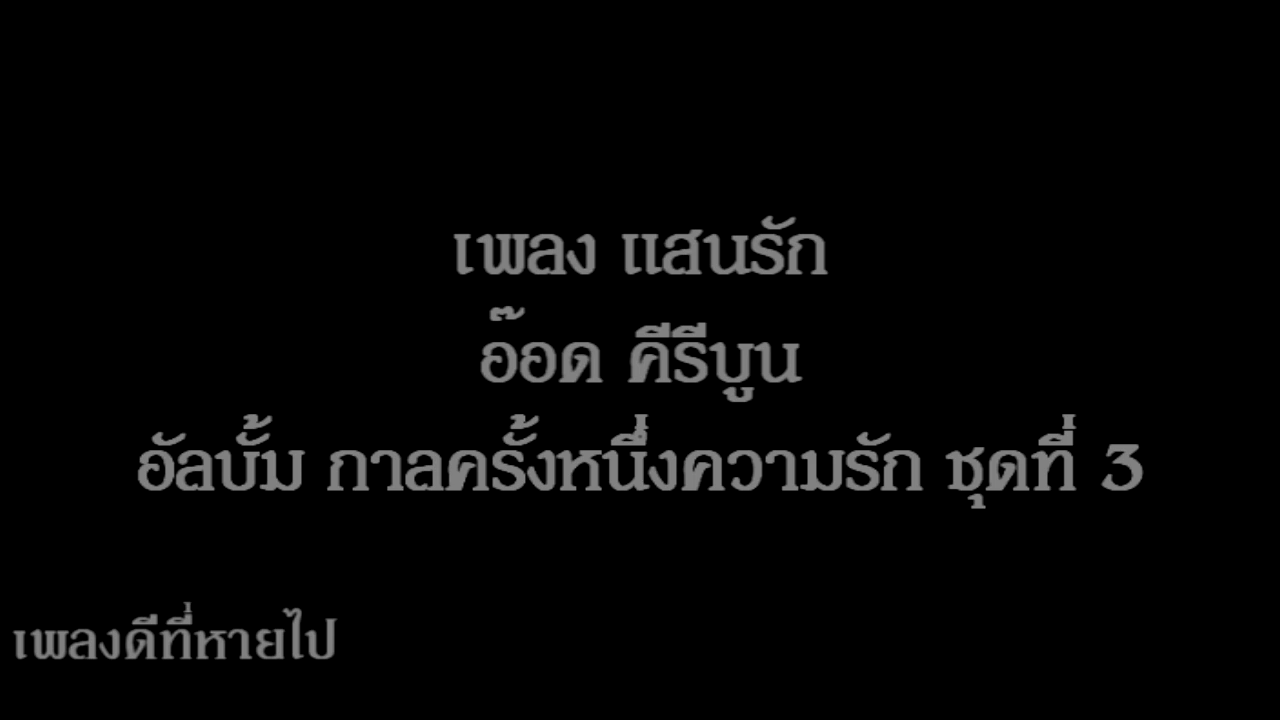 เพลง แสนรัก
อ๊อด คีรีบูน
อัลบั้ม กาลครั้งหนึ่งความรัก ชุดที่ 3
เพลงดีที่หายไป